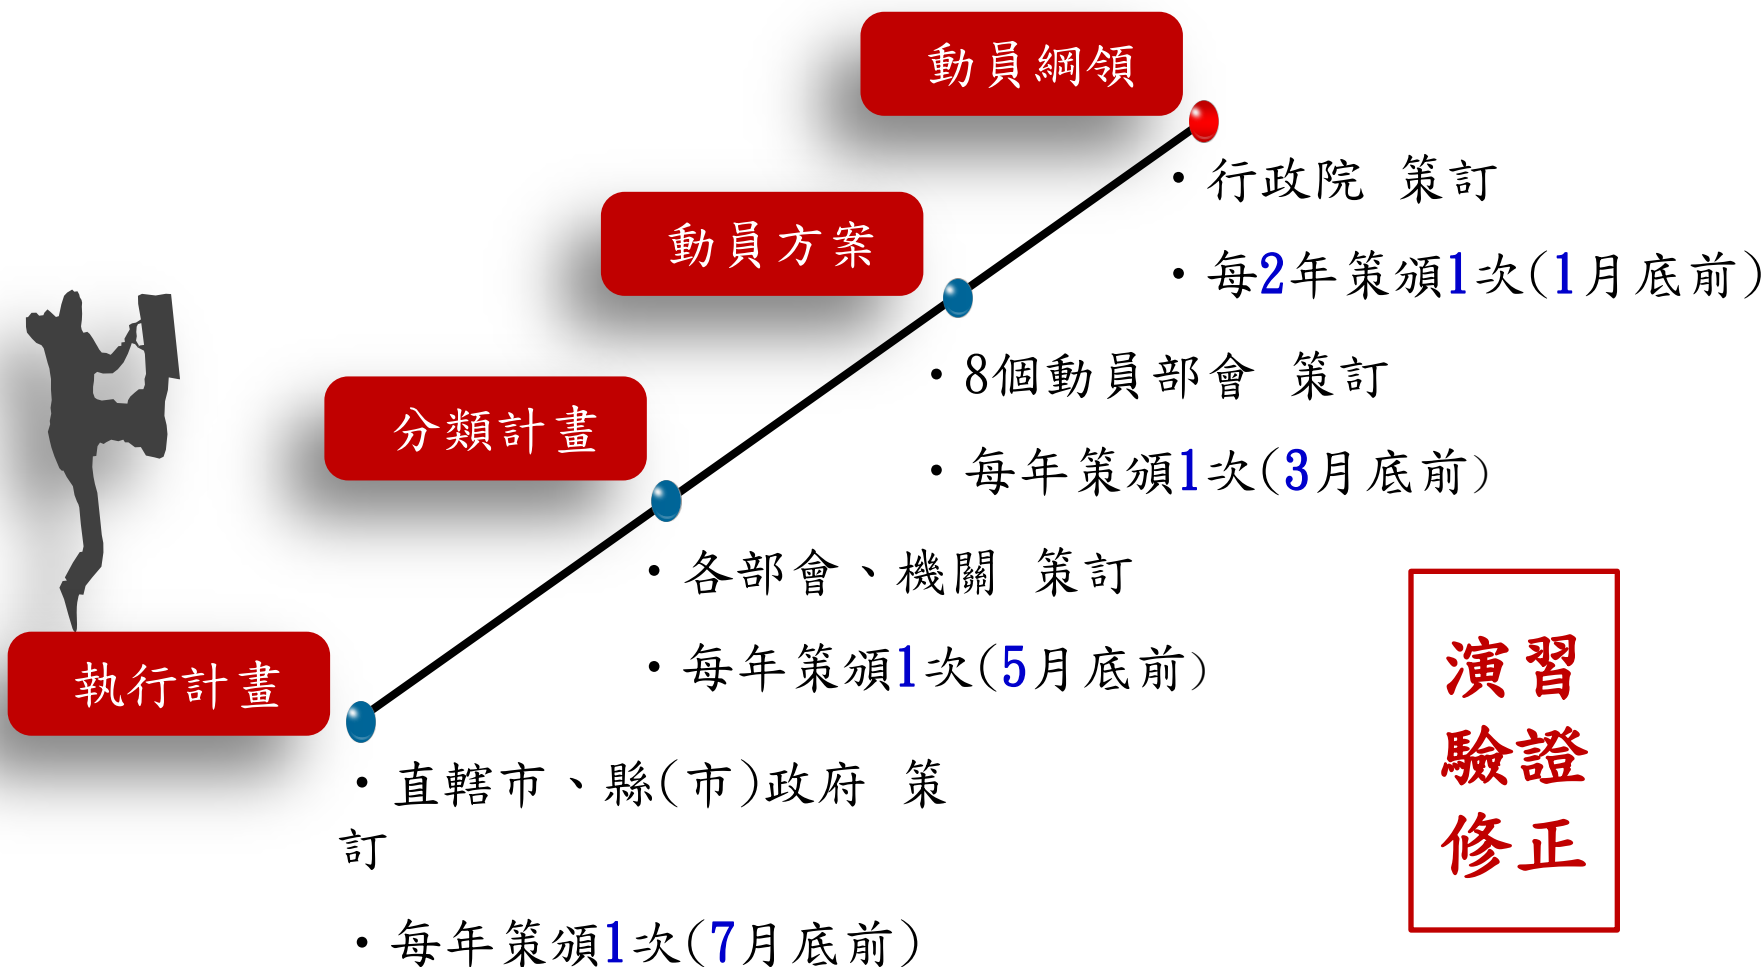 動員綱領
•行政院 策訂
•每2年策頒1次(1月底前)
動員方案
•8個動員部會 策訂
•每年策頒1次(3月底前)
分類計畫
•各部會、機關 策訂
•每年策頒1次(5月底前)
執行計畫
•直轄市、縣(市)政府 策
訂
•每年策頒1次(7月底前)
演習
驗證
修正